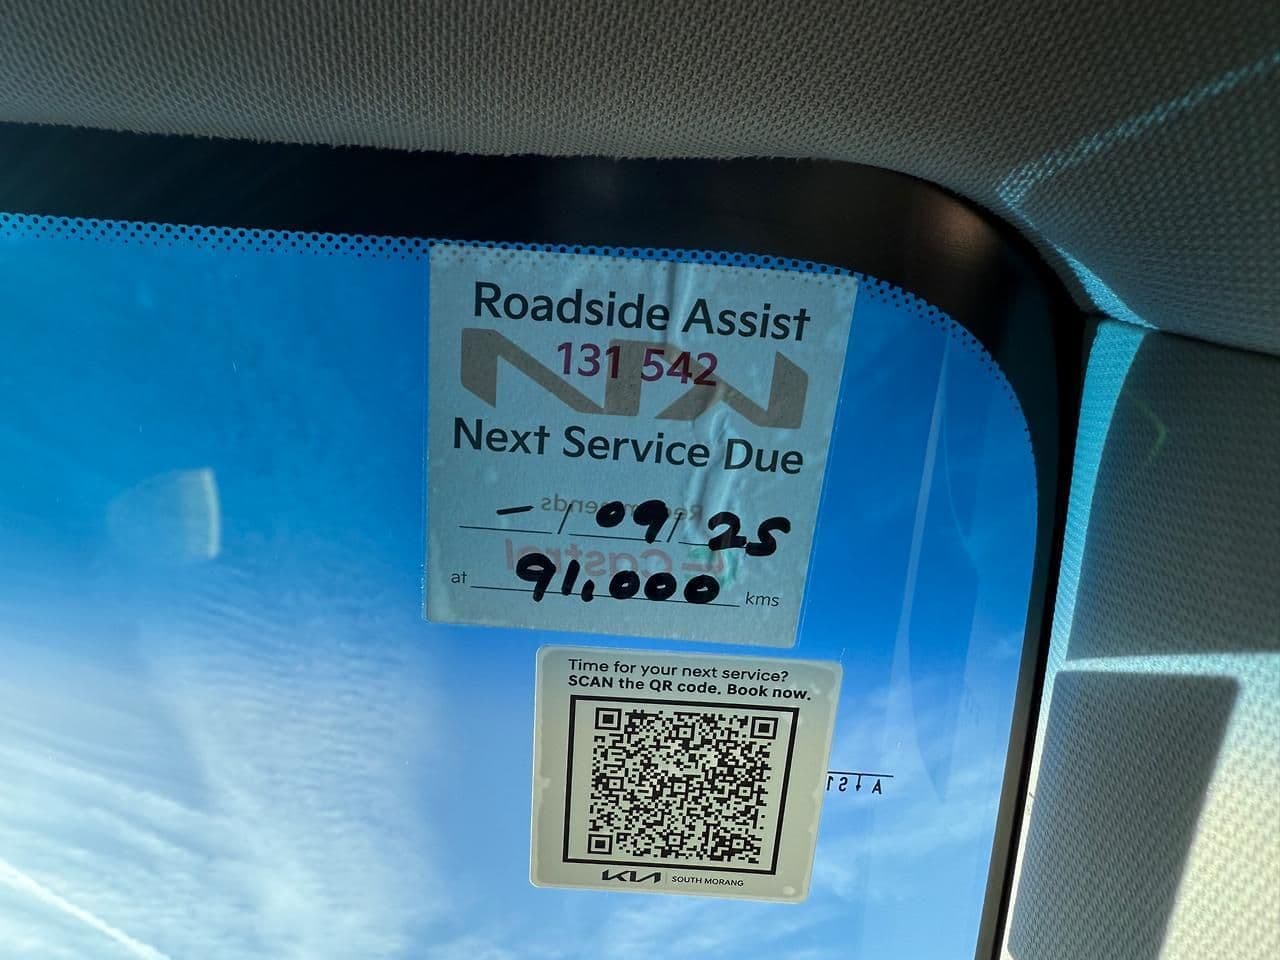 Roadside Assist
131 542
Next Service Due
- / 09 / 25
at 91,000 kms
Time for your next service?
SCAN the QR code. Book now.
KIA | SOUTH MORANG